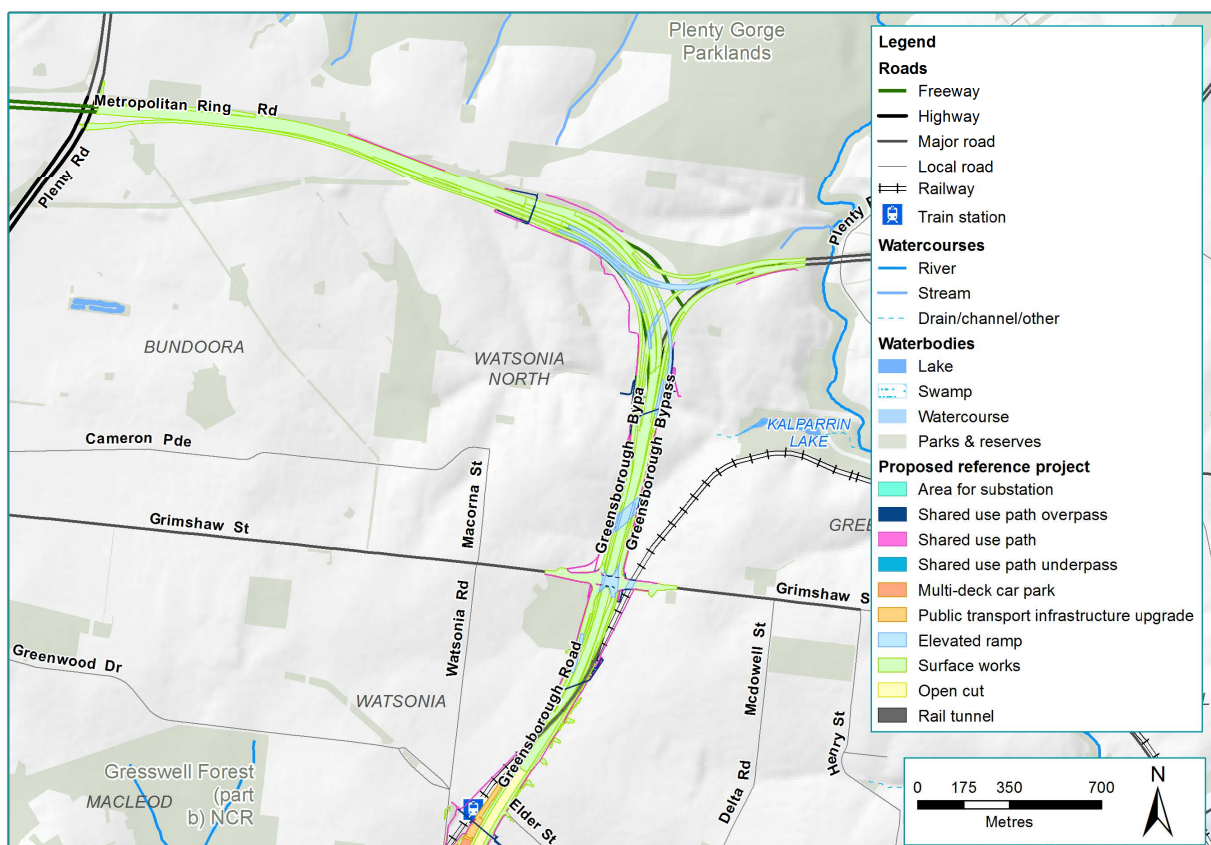 Plenty Gorge
Parklands
Metropolitan Ring Rd
Plenty Rd
Plenty R
BUNDOORA
WATSONIA
NORTH
KALPARRIN
LAKE
Greensborough Bypa
Greensborough Bypass
Cameron Pde
Macorna St
Grimshaw St
GREE
Grimshaw S
Watsonia Rd
Greensborough Road
Mcdowell St
Greenwood Dr
WATSONIA
Henry St
Gresswell Forest
(part
b) NCR
MACLEOD
Elder St
Delta Rd
Legend
Roads
Freeway
Highway
Major road
Local road
Railway
Train station
Watercourses
River
Stream
Drain/channel/other
Waterbodies
Lake
Swamp
Watercourse
Parks & reserves
Proposed reference project
Area for substation
Shared use path overpass
Shared use path
Shared use path underpass
Multi-deck car park
Public transport infrastructure upgrade
Elevated ramp
Surface works
Open cut
Rail tunnel
0 175 350 700
Metres
N